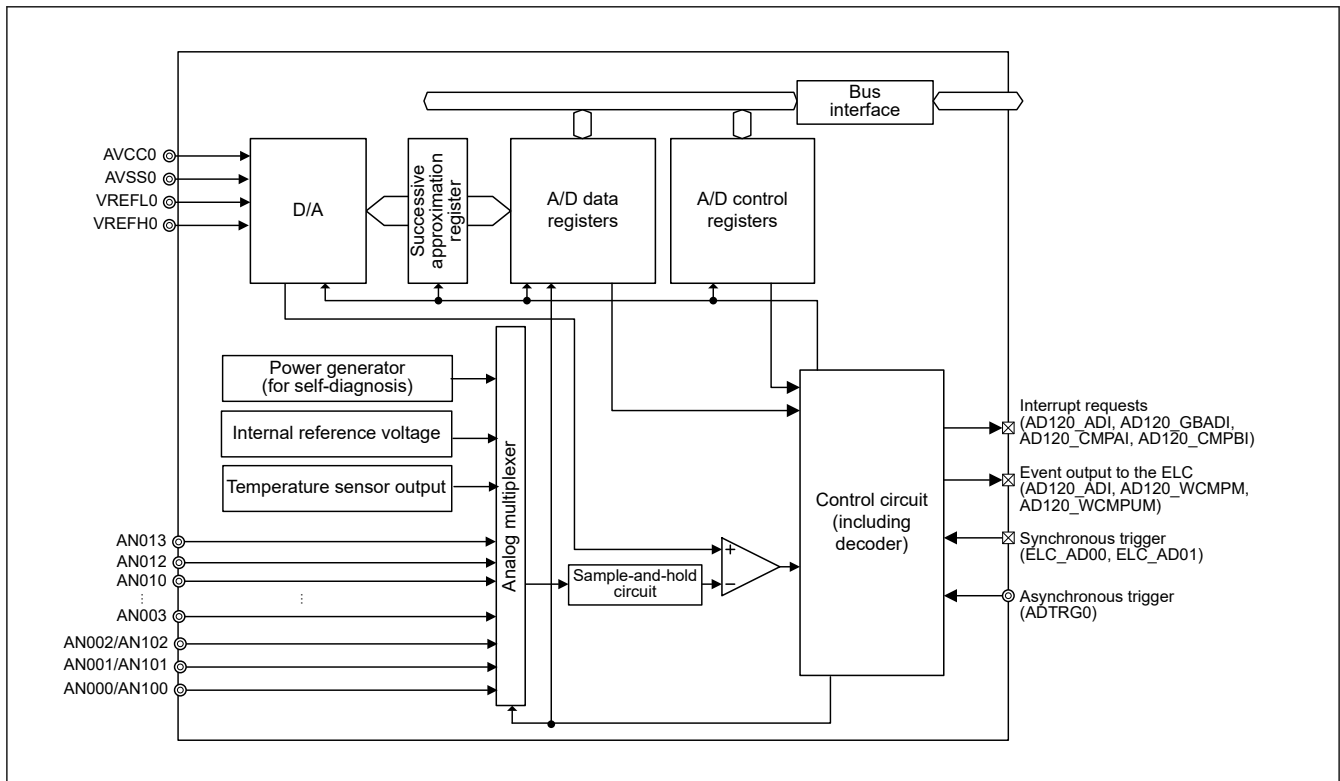 Bus
interface
AVCC0
AVSS0
VREFL0
VREFH0
D/A
Successive
approximation
register
A/D data
registers
A/D control
registers
Power generator
(for self-diagnosis)
Internal reference voltage
Temperature sensor output
Analog multiplexer
AN013
AN012
AN010
AN003
AN002/AN102
AN001/AN101
AN000/AN100
Sample-and-hold
circuit
+
−
Control circuit
(including
decoder)
Interrupt requests
(AD120_ADI, AD120_GBADI,
AD120_CMPAI, AD120_CMPBI)
Event output to the ELC
(AD120_ADI, AD120_WCMPM,
AD120_WCMPUM)
Synchronous trigger
(ELC_AD00, ELC_AD01)
Asynchronous trigger
(ADTRG0)